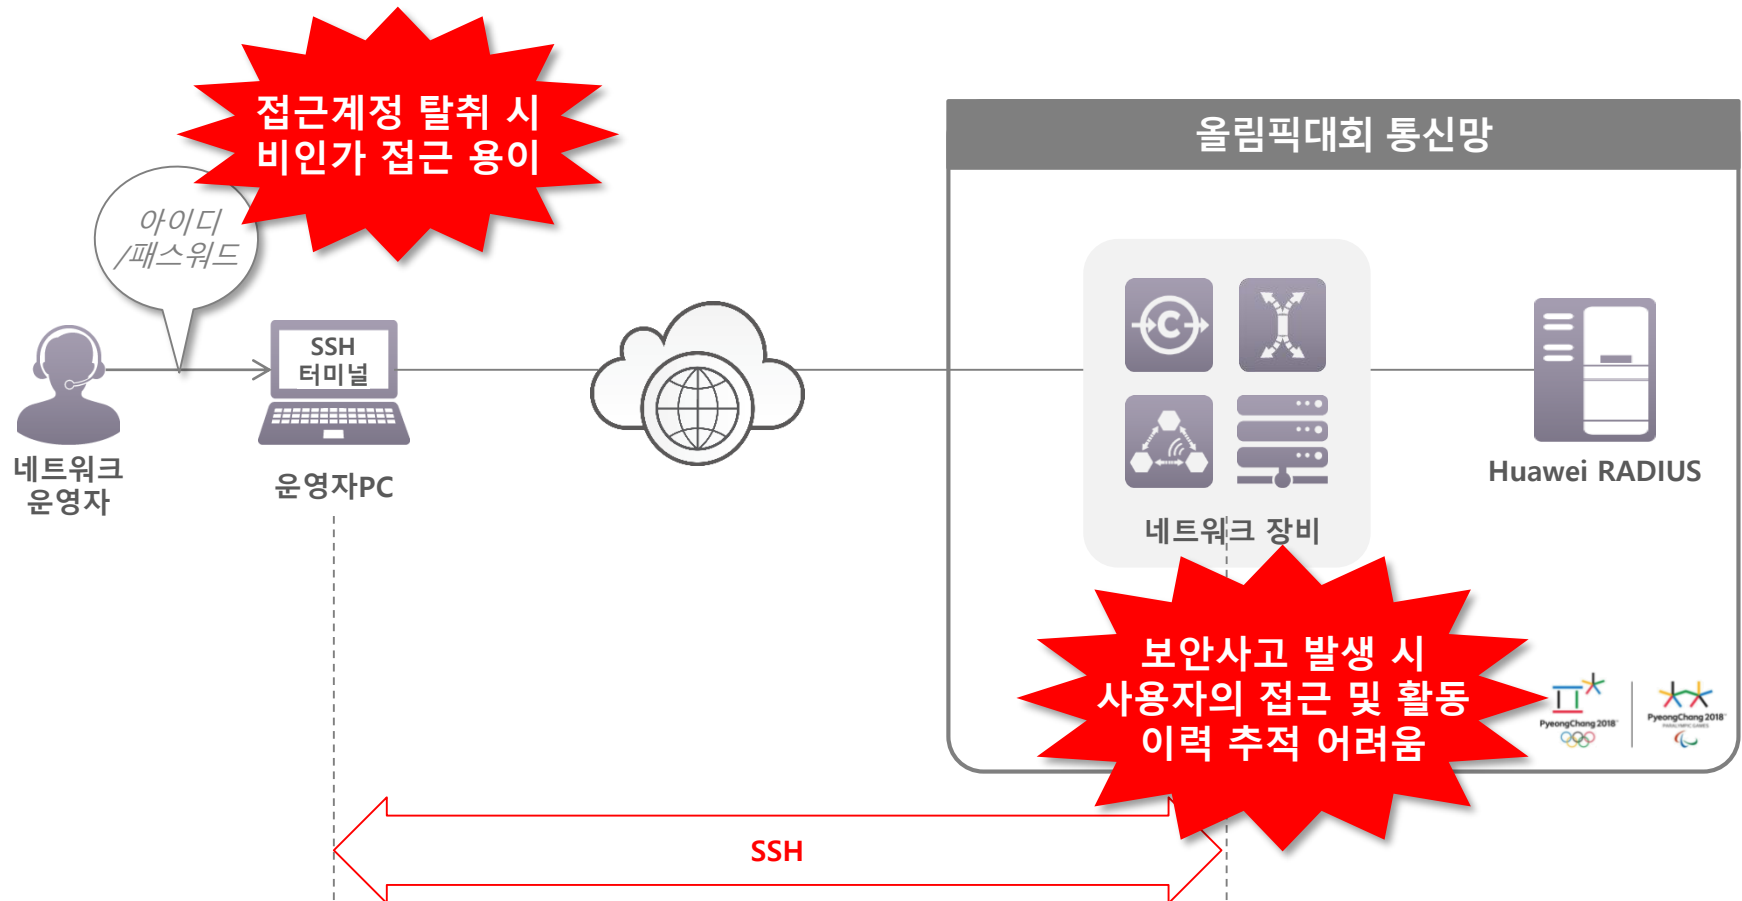 접근계정 탈취 시
비인가 접근 용이
올림픽대회 통신망
아이디
/패스워드
SSH
터미널
네트워크
운영자
운영자PC
네트워크 장비
Huawei RADIUS
보안사고 발생 시
사용자의 접근 및 활동
이력 추적 어려움
PyeongChang 2018
PyeongChang 2018
PARALYMPIC GAMES
SSH